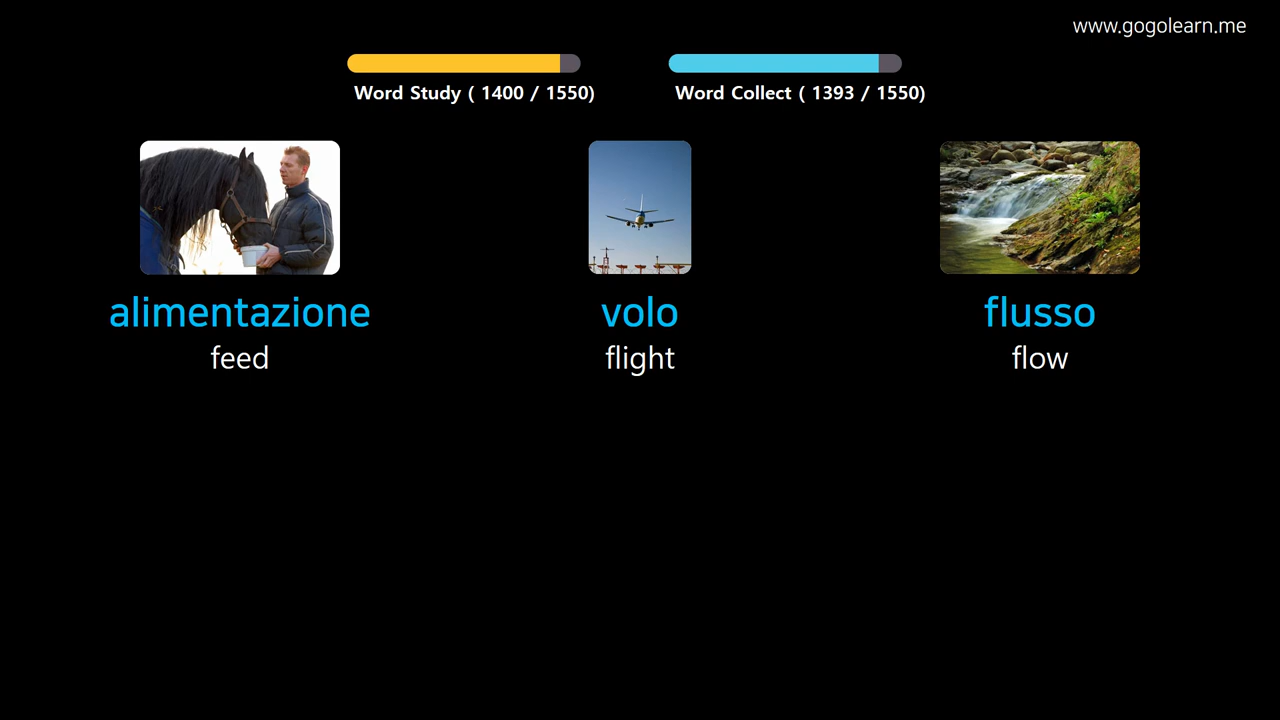 www.gogolearn.me
Word Study ( 1400 / 1550)
Word Collect ( 1393 / 1550)
alimentazione
feed
volo
flight
flusso
flow